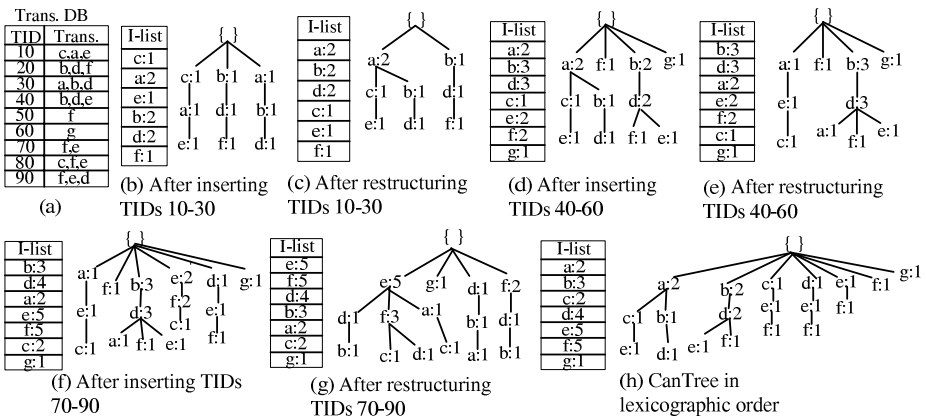 Trans. DB
TID Trans.
10 c,a,e
20 b,d,f
30 a,b,d
40 b,d,e
50 f
60 g
70 f,e
80 c,f,e
90 f,e,d
(a)
I-list
c:1
a:2
e:1
b:2
d:2
f:1
{ }
c:1 b:1 a:1
a:1 d:1 b:1
e:1 f:1 d:1
(b) After inserting
TIDs 10-30
I-list
a:2
b:2
d:2
c:1
e:1
f:1
{ }
a:2 b:1
c:1 b:1 d:1
e:1 d:1 f:1
(c) After restructuring
TIDs 10-30
I-list
a:2
b:3
d:3
c:1
e:2
f:2
g:1
{ }
a:2 f:1 b:2 g:1
c:1 b:1 d:2
e:1 d:1 f:1 e:1
(d) After inserting
TIDs 40-60
I-list
b:3
d:3
a:2
e:2
f:2
c:1
g:1
{ }
a:1 f:1 b:3 g:1
e:1 d:3
c:1 a:1 f:1 e:1
(e) After restructuring
TIDs 40-60
I-list
b:3
d:4
a:2
e:5
f:5
c:2
g:1
{ }
a:1 f:1 b:3 e:2 d:1 g:1
e:1 d:3 f:2 e:1
c:1 a:1 f:1 e:1 c:1 f:1
(f) After inserting TIDs
70-90
I-list
e:5
f:5
d:4
b:3
a:2
c:2
g:1
{ }
e:5 g:1 d:1 f:2
d:1 f:3 a:1 b:1 d:1
b:1 c:1 d:1 c:1 a:1 b:1
(g) After restructuring
TIDs 70-90
I-list
a:2
b:3
c:2
d:4
e:5
f:5
g:1
{ }
a:2 b:2 c:1 d:1 e:1 f:1 g:1
c:1 b:1 d:2 e:1 e:1 f:1
e:1 d:1 e:1 f:1 f:1 f:1
(h) CanTree in
lexicographic order